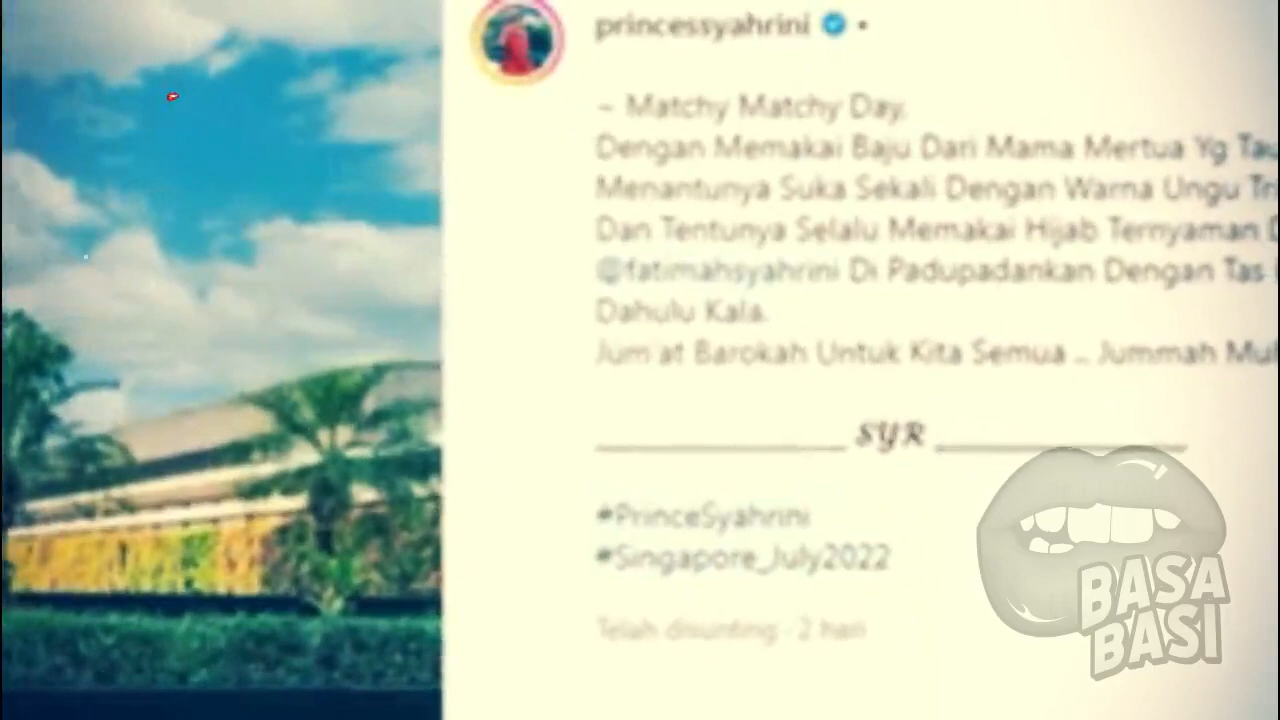 princessyahrini
~ Matchy Matchy Day.
Dengan Memakai Baju Dari Mama Mertua Yg
Menantunya Suka Sekali Dengan Warna Ungu
Dan Tentunya Selalu Memakai Hijab Ternyaman
@fatimahsyahrini Di Padupadankan Dengan Tas
Dahulu Kala.
Jum'at Barokah Untuk Kita Semua .. Jummah
SYR
#PrinceSyahrini
#Singapore_July2022
Telah disunting · 2 hari
BASA
BASI